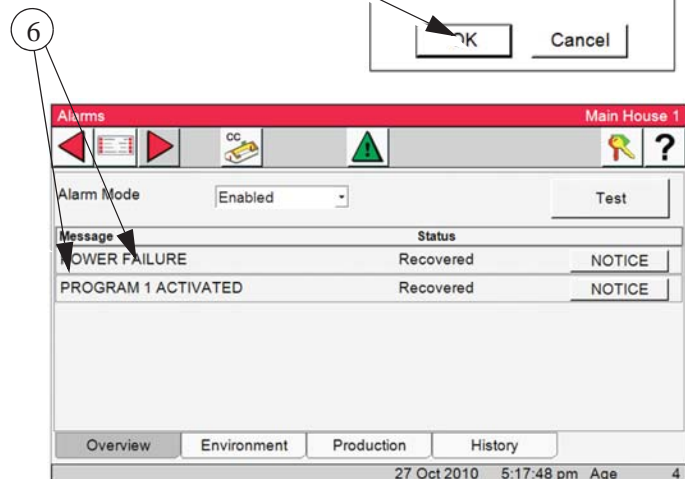 6
OK Cancel
Alarms Main House 1
CC
?
Alarm Mode Enabled Test
Message Status
POWER FAILURE Recovered NOTICE
PROGRAM 1 ACTIVATED Recovered NOTICE
Overview Environment Production History
27 Oct 2010 5:17:48 pm Age 4